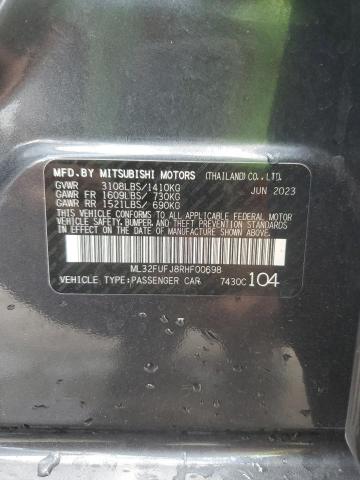 MFD.BY MITSUBISHI MOTORS (THAILAND)CO.,LTD.
GVWR 3108LBS/1410KG JUN 2023
GAWR FR 1609LBS/ 730KG
GAWR RR 1521LBS/ 690KG
THIS VEHICLE CONFORMS TO ALL APPLICABLE FEDERAL MOTOR
VEHICLE SAFETY, BUMPER, AND THEFT PREVENTION STANDARDS
IN EFFECT ON THE DATE OF MANUFACTURE SHOWN ABOVE.
ML32FUFJ8RHF00698
VEHICLE TYPE:PASSENGER CAR 7430C 104